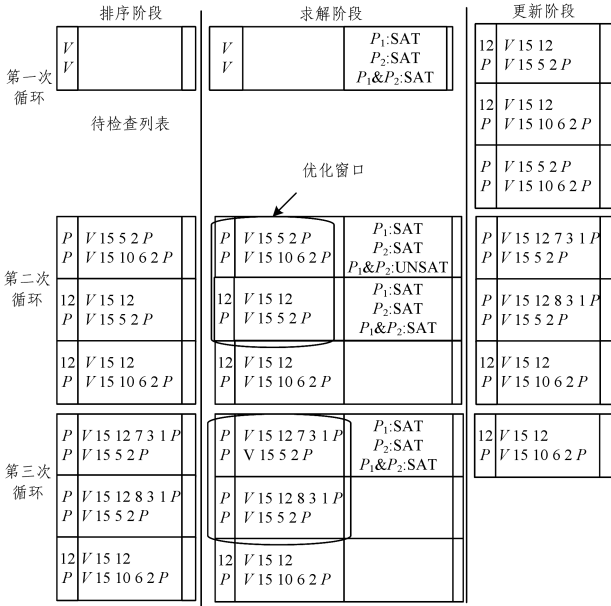 排序阶段
求解阶段
更新阶段
第一次
循环
V
V
待检查列表
V
V
P₁:SAT
P₂:SAT
P₁&P₂:SAT
12 V 15 12
P V 15 5 2 P
12 V 15 12
P V 15 10 6 2 P
P V 15 5 2 P
P V 15 10 6 2 P
优化窗口
第二次
循环
P V 15 5 2 P
P V 15 10 6 2 P
12 V 15 12
P V 15 5 2 P
12 V 15 12
P V 15 10 6 2 P
P V 15 5 2 P
P V 15 10 6 2 P
P₁:SAT
P₂:SAT
P₁&P₂:UNSAT
12 V 15 12
P V 15 5 2 P
P₁:SAT
P₂:SAT
P₁&P₂:SAT
12 V 15 12
P V 15 10 6 2 P
P V 15 12 7 3 1 P
P V 15 5 2 P
P V 15 12 8 3 1 P
P V 15 5 2 P
12 V 15 12
P V 15 10 6 2 P
第三次
循环
P V 15 12 7 3 1 P
P V 15 5 2 P
P V 15 12 8 3 1 P
P V 15 5 2 P
12 V 15 12
P V 15 10 6 2 P
P V 15 12 7 3 1 P
P V 15 5 2 P
P₁:SAT
P₂:SAT
P₁&P₂:SAT
P V 15 12 8 3 1 P
P V 15 5 2 P
12 V 15 12
P V 15 10 6 2 P
12 V 15 12
P V 15 10 6 2 P